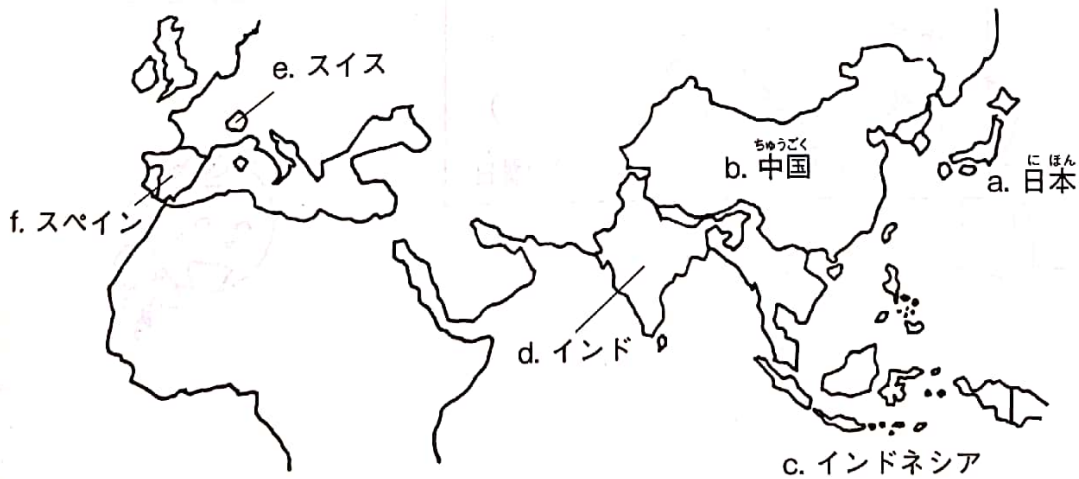 e. スイス
ちゅうごく
b. 中国
にほん
a. 日本
f. スペイン
d. インド
c. インドネシア